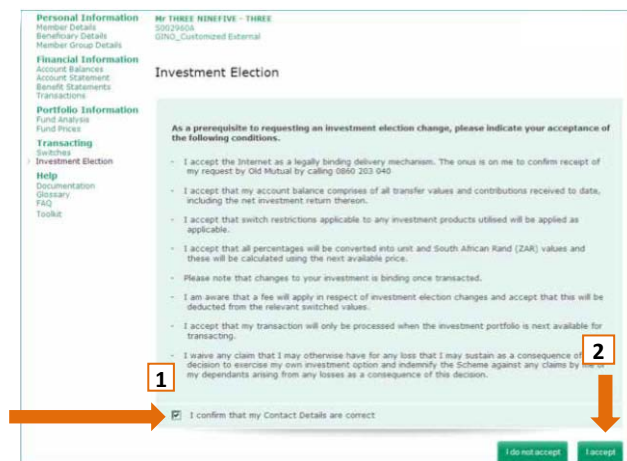 Personal Information
Member Details
Beneficiary Details
Member Group Details
Financial Information
Account Balances
Account Statement
Benefit Statements
Transactions
Portfolio Information
Fund Analysis
Fund Prices
Transacting
Switches
Investment Election
Help
Documentation
Glossary
FAQ
Toolkit
Mr THREE NINEFIVE - THREE
S002960A
GINO_Customized External
Investment Election
As a prerequisite to requesting an investment election change, please indicate your acceptance of
the following conditions.
- I accept the Internet as a legally binding delivery mechanism. The onus is on me to confirm receipt of
my request by Old Mutual by calling 0860 203 040
- I accept that my account balance comprises of all transfer values and contributions received to date,
including the net investment return thereon.
- I accept that switch restrictions applicable to any investment products utilised will be applied as
applicable.
- I accept that all percentages will be converted into unit and South African Rand (ZAR) values and
these will be calculated using the next available price.
- Please note that changes to your investment is binding once transacted.
- I am aware that a fee will apply in respect of investment election changes and accept that this will be
deducted from the relevant switched values.
- I accept that my transaction will only be processed when the investment portfolio is next available for
transacting.
- I waive any claim that I may otherwise have for any loss that I may sustain as a consequence of
decision to exercise my own investment option and indemnify the Scheme against any claims by me or
my dependants arising from any losses as a consequence of this decision.
1
2
I confirm that my Contact Details are correct
I do not accept
I accept